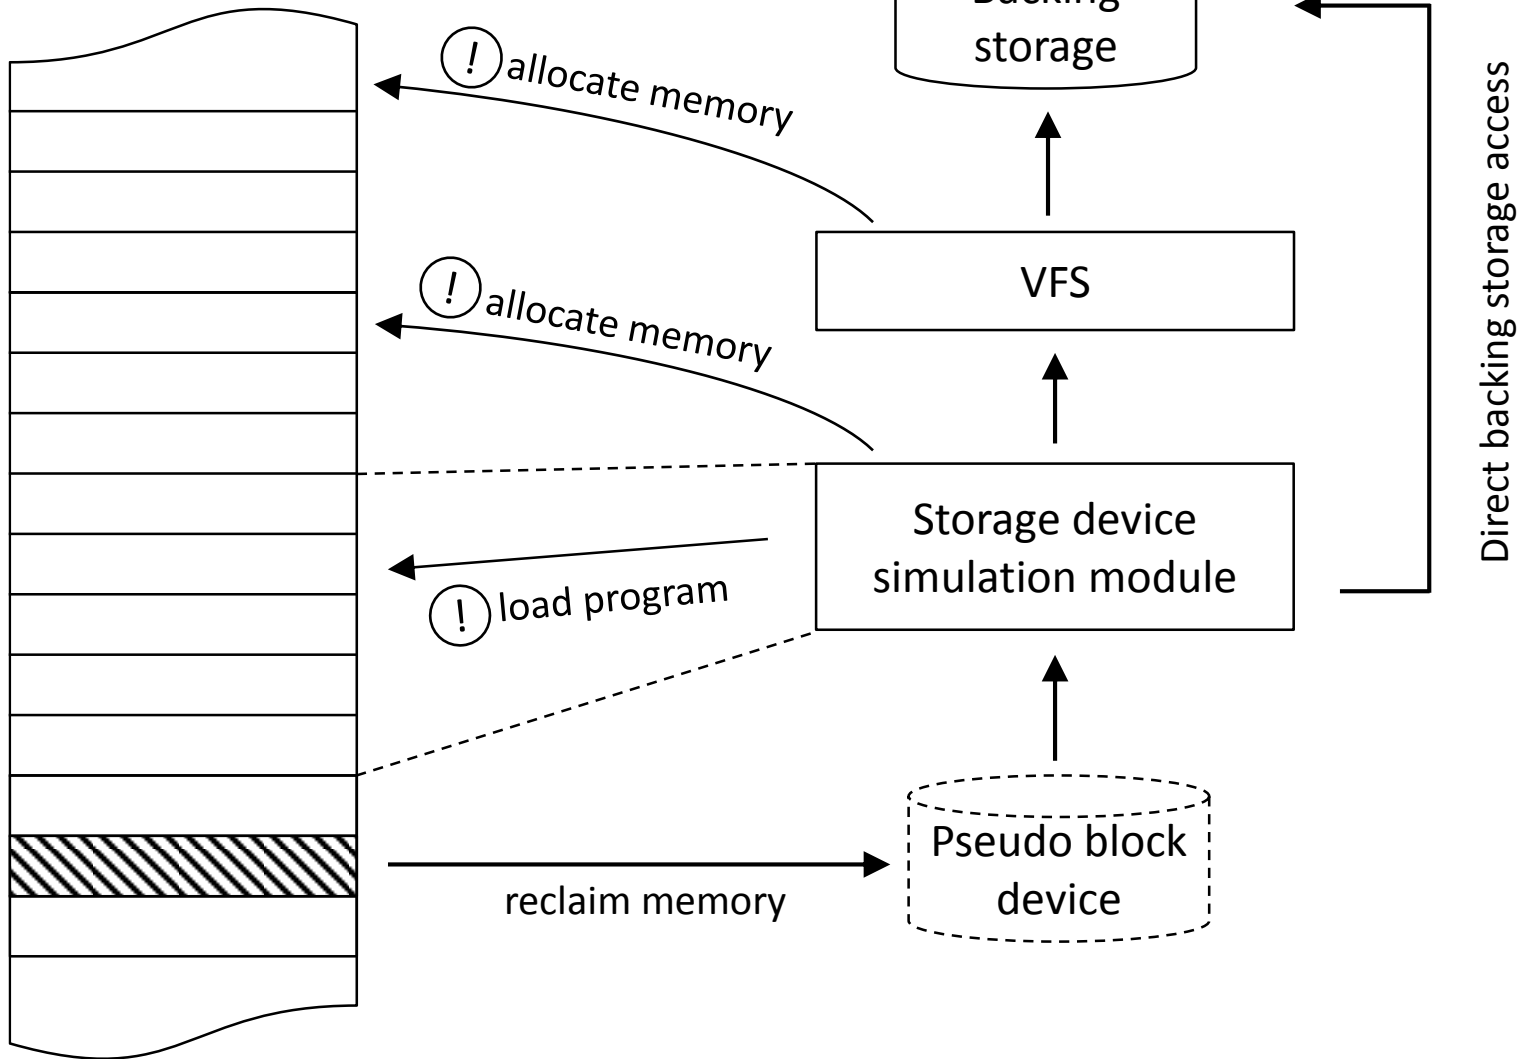 storage
! allocate memory
VFS
! allocate memory
Storage device
simulation module
! load program
Direct backing storage access
Pseudo block
device
reclaim memory